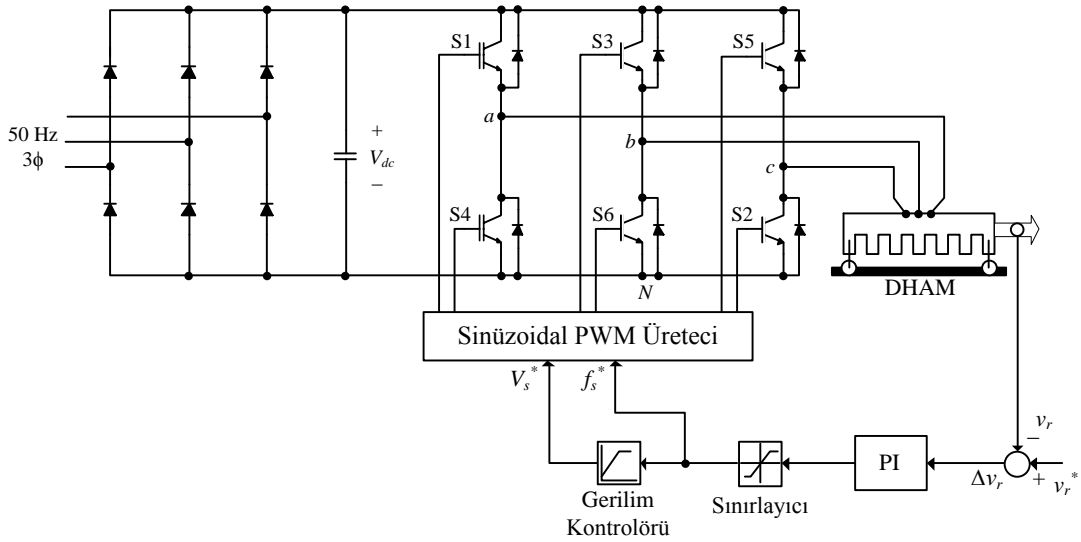 S1
S3
S5
a
50 Hz
3ϕ
+
V_dc
−
b
c
S4
S6
S2
N
DHAM
Sinüzoidal PWM Üreteci
V_s^*
f_s^*
v_r
−
PI
Δv_r
+
v_r^*
Gerilim
Kontrolörü
Sınırlayıcı